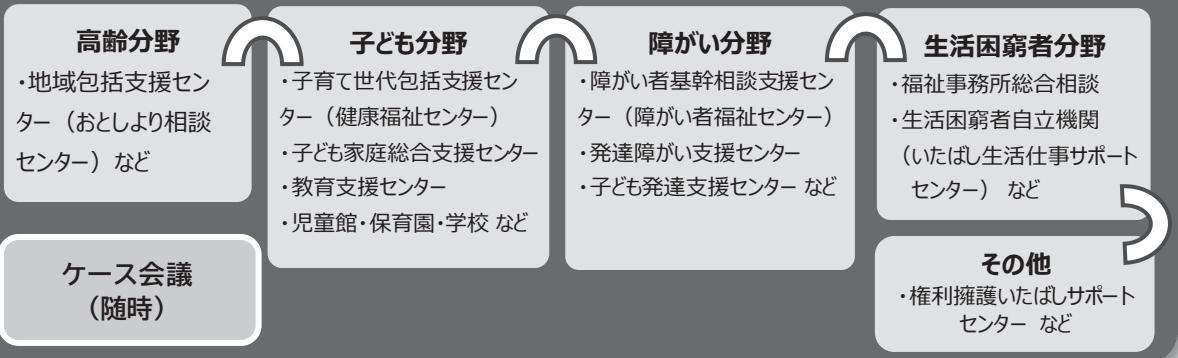 高齢分野
・地域包括支援セン
ター（おとしより相談
センター）など
子ども分野
・子育て世代包括支援セン
ター（健康福祉センター）
・子ども家庭総合支援センター
・教育支援センター
・児童館・保育園・学校 など
障がい分野
・障がい者基幹相談支援セン
ター（障がい者福祉センター）
・発達障がい支援センター
・子ども発達支援センター など
生活困窮者分野
・福祉事務所総合相談
・生活困窮者自立機関
（いたばし生活仕事サポート
センター） など
その他
・権利擁護いたばしサポート
センター など
ケース会議
（随時）